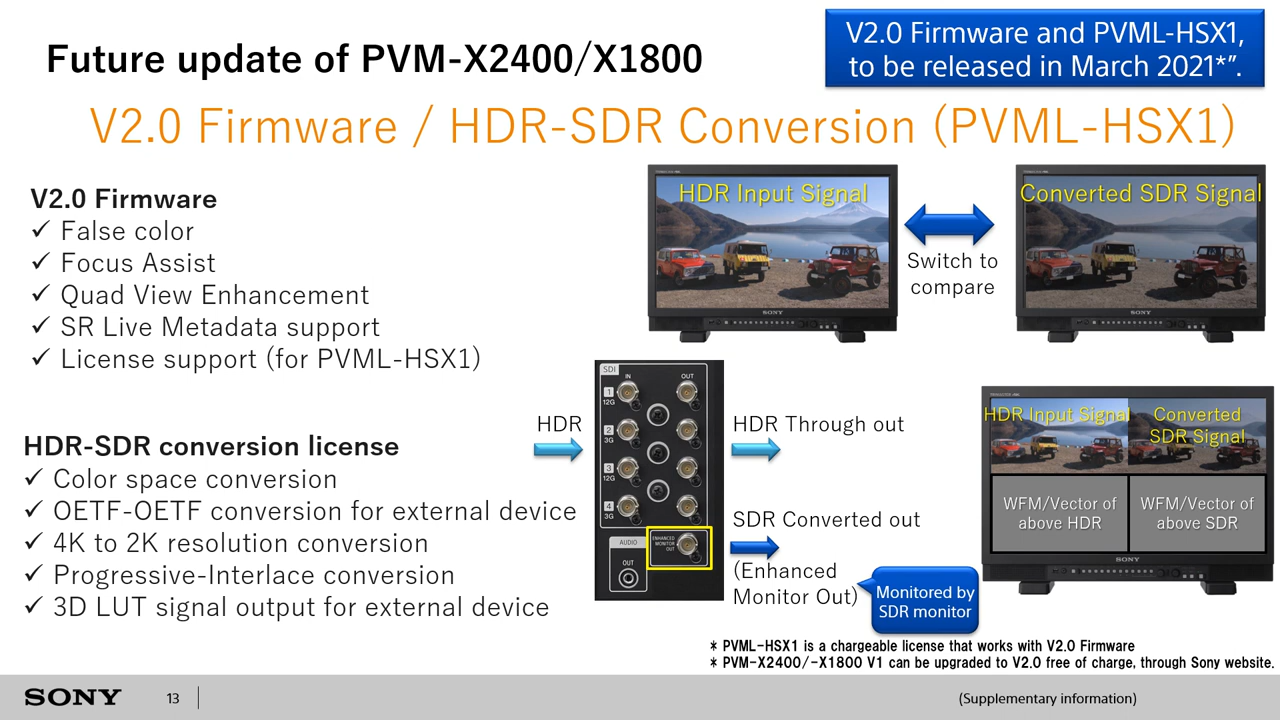 Future update of PVM-X2400/X1800
V2.0 Firmware and PVML-HSX1,
to be released in March 2021*”.
V2.0 Firmware / HDR-SDR Conversion (PVML-HSX1)
V2.0 Firmware
✓ False color
✓ Focus Assist
✓ Quad View Enhancement
✓ SR Live Metadata support
✓ License support (for PVML-HSX1)
HDR-SDR conversion license
✓ Color space conversion
✓ OETF-OETF conversion for external device
✓ 4K to 2K resolution conversion
✓ Progressive-Interlace conversion
✓ 3D LUT signal output for external device
HDR Input Signal
SONY
Switch to
compare
Converted SDR Signal
SONY
HDR
SDI
IN
OUT
1
12G
2
3G
3
12G
4
3G
AUDIO
OUT
ENHANCED
MONITOR
OUT
HDR Through out
SDR Converted out
(Enhanced
Monitor Out)
Monitored by
SDR monitor
HDR Input Signal
Converted
SDR Signal
WFM/Vector of
above HDR
WFM/Vector of
above SDR
SONY
* PVML-HSX1 is a chargeable license that works with V2.0 Firmware
* PVM-X2400/-X1800 V1 can be upgraded to V2.0 free of charge, through Sony website.
SONY
13
(Supplementary information)